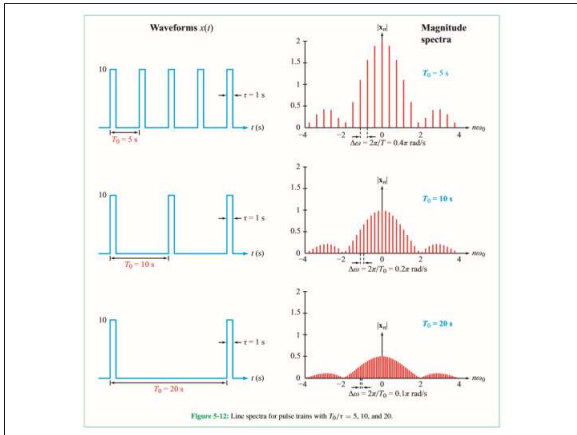 Waveforms x(t)
Magnitude
spectra
10
τ = 1 s
t (s)
T₀ = 5 s
|xₙ|
2
1.5
1
0.5
0
−4
−2
0
2
4
nω₀
T₀ = 5 s
Δω = 2π/T = 0.4π rad/s
10
τ = 1 s
t (s)
T₀ = 10 s
|xₙ|
2
1.5
1
0.5
0
−4
−2
0
2
4
nω₀
T₀ = 10 s
Δω = 2π/T₀ = 0.2π rad/s
10
τ = 1 s
t (s)
T₀ = 20 s
|xₙ|
2
1.5
1
0.5
0
−4
−2
0
2
4
nω₀
T₀ = 20 s
Δω = 2π/T₀ = 0.1π rad/s
Figure 5-12: Line spectra for pulse trains with T₀/τ = 5, 10, and 20.